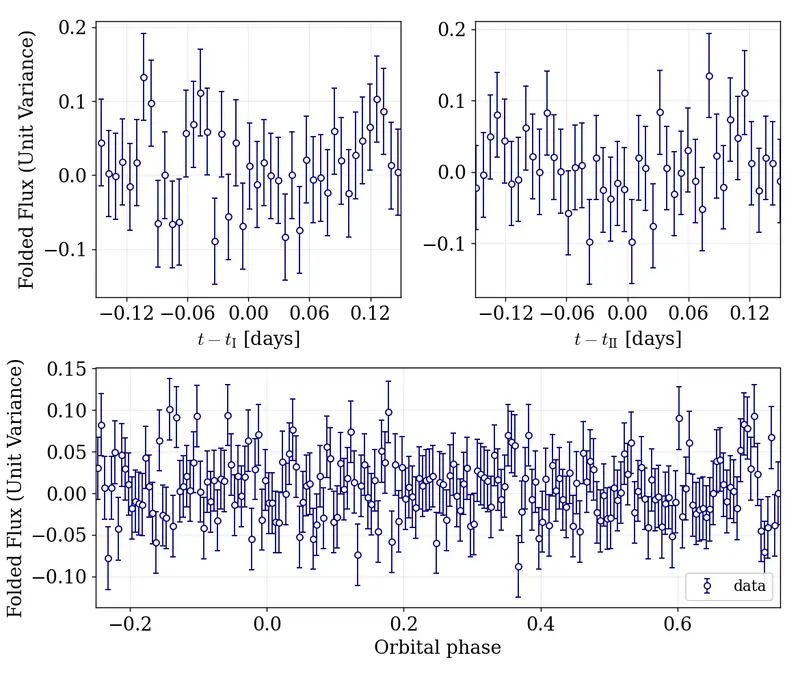 Folded Flux (Unit Variance)
0.2
0.1
0.0
−0.1
−0.12 −0.06 0.00 0.06 0.12
t − tI [days]
0.2
0.1
0.0
−0.1
−0.12 −0.06 0.00 0.06 0.12
t − tII [days]
Folded Flux (Unit Variance)
0.15
0.10
0.05
0.00
−0.05
−0.10
−0.2 0.0 0.2 0.4 0.6
Orbital phase
data